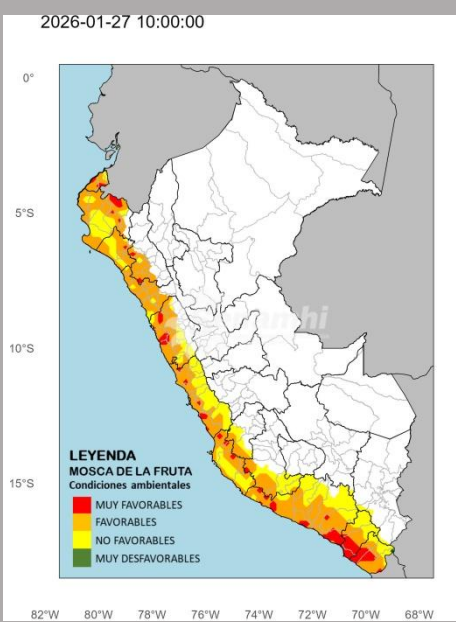 2026-01-27 10:00:00
0°
5°S
10°S
15°S
LEYENDA
MOSCA DE LA FRUTA
Condiciones ambientales
MUY FAVORABLES
FAVORABLES
NO FAVORABLES
MUY DESFAVORABLES
82°W 80°W 78°W 76°W 74°W 72°W 70°W 68°W